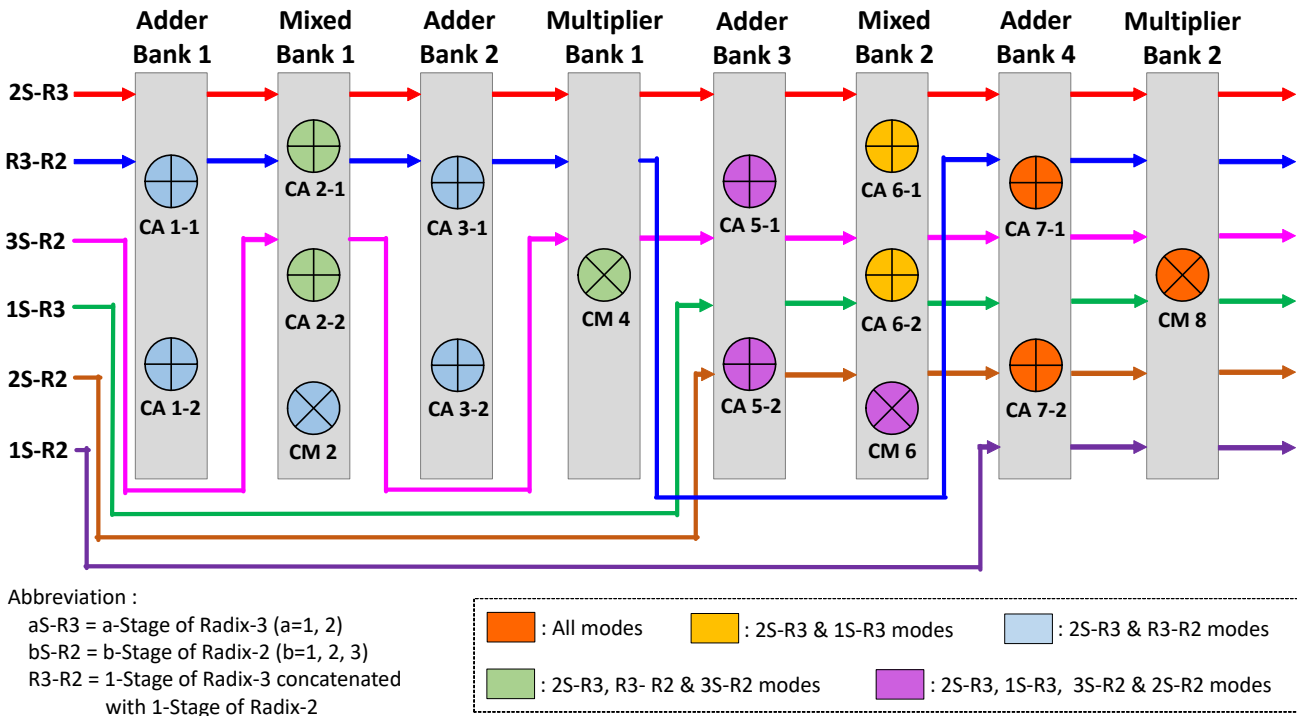 Adder Bank 1
Mixed Bank 1
Adder Bank 2
Multiplier Bank 1
Adder Bank 3
Mixed Bank 2
Adder Bank 4
Multiplier Bank 2
2S-R3
R3-R2
3S-R2
1S-R3
2S-R2
1S-R2
CA 1-1
CA 1-2
CA 2-1
CA 2-2
CM 2
CA 3-1
CA 3-2
CM 4
CA 5-1
CA 5-2
CA 6-1
CA 6-2
CM 6
CA 7-1
CA 7-2
CM 8
Abbreviation :
aS-R3 = a-Stage of Radix-3 (a=1, 2)
bS-R2 = b-Stage of Radix-2 (b=1, 2, 3)
R3-R2 = 1-Stage of Radix-3 concatenated
with 1-Stage of Radix-2
: All modes
: 2S-R3 & 1S-R3 modes
: 2S-R3 & R3-R2 modes
: 2S-R3, R3- R2 & 3S-R2 modes
: 2S-R3, 1S-R3, 3S-R2 & 2S-R2 modes